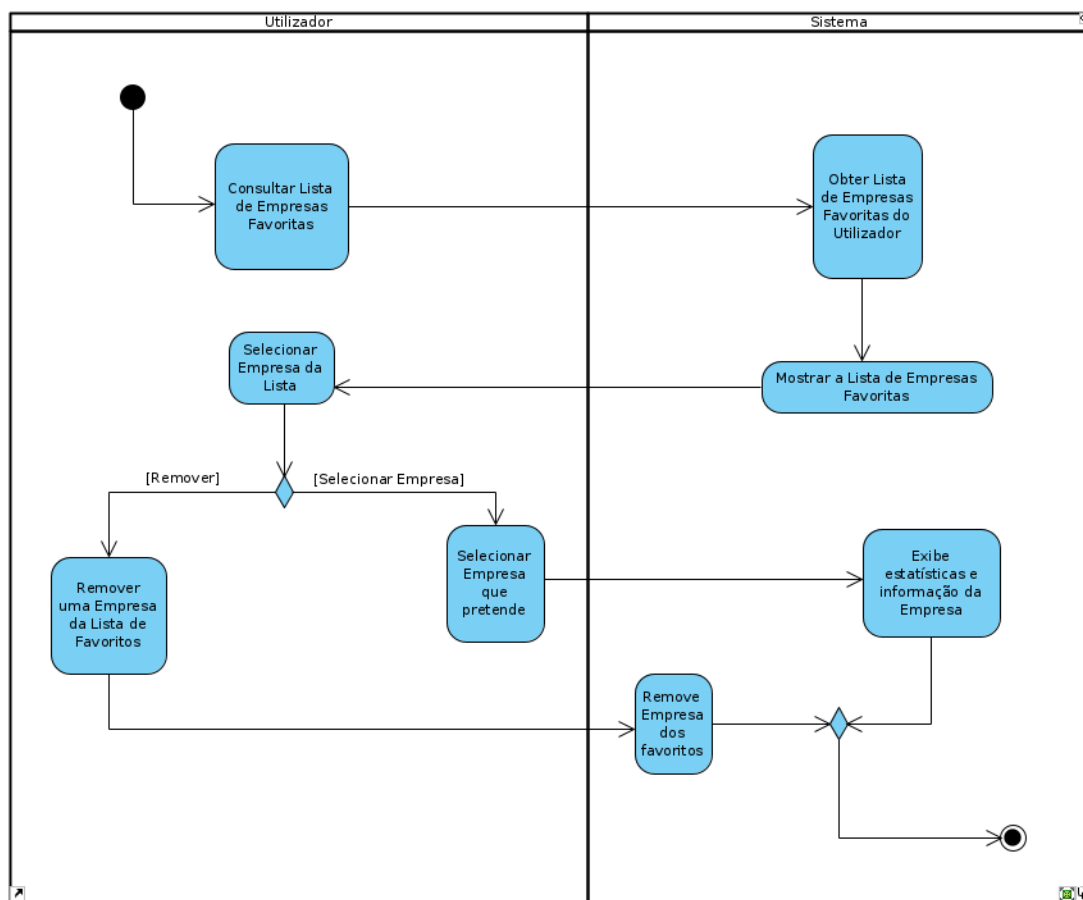 Utilizador
Sistema
Consultar Lista
de Empresas
Favoritas
Obter Lista
de Empresas
Favoritas do
Utilizador
Selecionar
Empresa da
Lista
Mostrar a Lista de Empresas
Favoritas
[Remover]
[Selecionar Empresa]
Remover
uma Empresa
da Lista de
Favoritos
Selecionar
Empresa
que
pretende
Exibe
estatísticas e
informação da
Empresa
Remove
Empresa
dos
favoritos